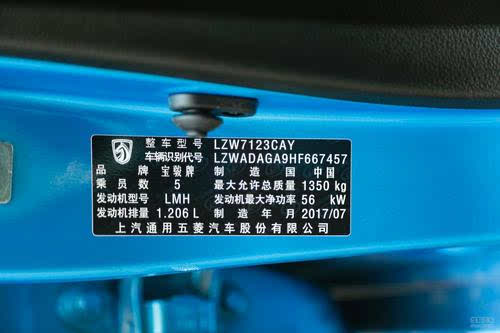 整车型号 LZW7123CAY
车辆识别代号 LZWADAGA9HF667457
品牌 宝骏牌 制造国 中国
乘员数 5 最大允许总质量 1350 kg
发动机型号 LMH 发动机最大净功率 56 kW
发动机排量 1.206 L 制造年月 2017/07
上汽通用五菱汽车股份有限公司